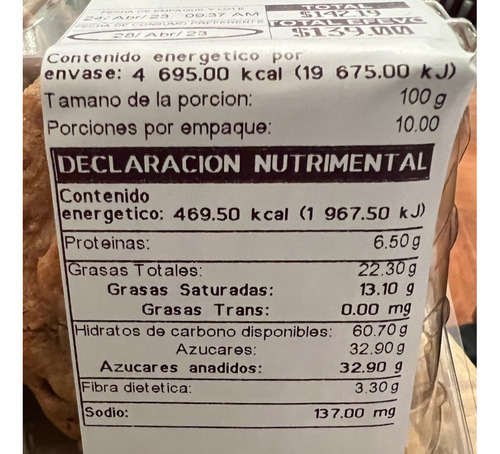 FECHA DE EMPAQUE Y LOTE
24/Abr/23 09:37 AM TOTAL
FECHA DE CONSUMO PREFERENTE TOTAL EFEVO
28/Abr/23 $139.00
Contenido energetico por
envase: 4 695.00 kcal (19 675.00 kJ)
Tamano de la porcion: 100 g
Porciones por empaque: 10.00
DECLARACION NUTRIMENTAL
Contenido
energetico: 469.50 kcal (1 967.50 kJ)
Proteinas: 6.50 g
Grasas Totales: 22.30 g
Grasas Saturadas: 13.10 g
Grasas Trans: 0.00 mg
Hidratos de carbono disponibles: 60.70 g
Azucares: 32.90 g
Azucares anadidos: 32.90 g
Fibra dietetica: 3.30 g
Sodio: 137.00 mg